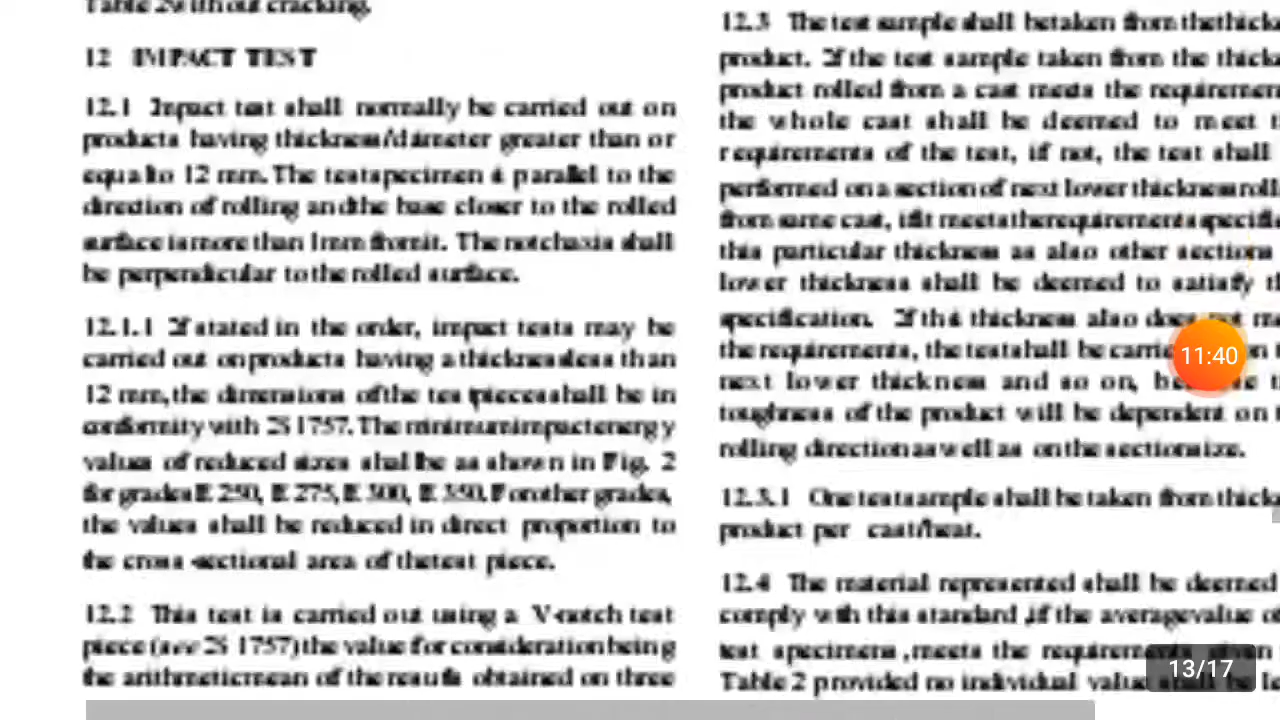 Table 2 without cracking.
12 IMPACT TEST
12.1 Impact test shall normally be carried out on
products having thickness/diameter greater than or
equal to 12 mm. The test specimen is parallel to the
direction of rolling and the base closer to the rolled
surface is more than 1mm from it. The notch axis shall
be perpendicular to the rolled surface.
12.1.1 If stated in the order, impact tests may be
carried out on products having a thickness less than
12 mm, the dimensions of the test pieces shall be in
conformity with IS 1757. The minimum impact energy
values of reduced sizes shall be as shown in Fig. 2
for grades E 250, E 275, E 300, E 350. For other grades,
the values shall be reduced in direct proportion to
the cross-sectional area of the test piece.
12.2 This test is carried out using a V-notch test
piece (see IS 1757) the value for consideration being
the arithmetic mean of the results obtained on three
12.3 The test sample shall be taken from the
product. If the test sample taken from the
product rolled from a cast meets the
the whole cast shall be deemed to meet
requirements of the test, if not, the test shall
performed on a section of next lower thickness
from same cast, if it meets the requirements
this particular thickness as also other sections
lower thickness shall be deemed to satisfy
specification. If this thickness also does not
the requirements, the test shall be
next lower thickness and so on,
toughness of the product will be dependent on
rolling direction as well as on the section size.
12.3.1 One test sample shall be taken from
product per cast/heat.
12.4 The material represented shall be deemed
comply with this standard, if the average value
test specimens, meets the requirements given
Table 2 provided no individual value shall be
11:40
13/17